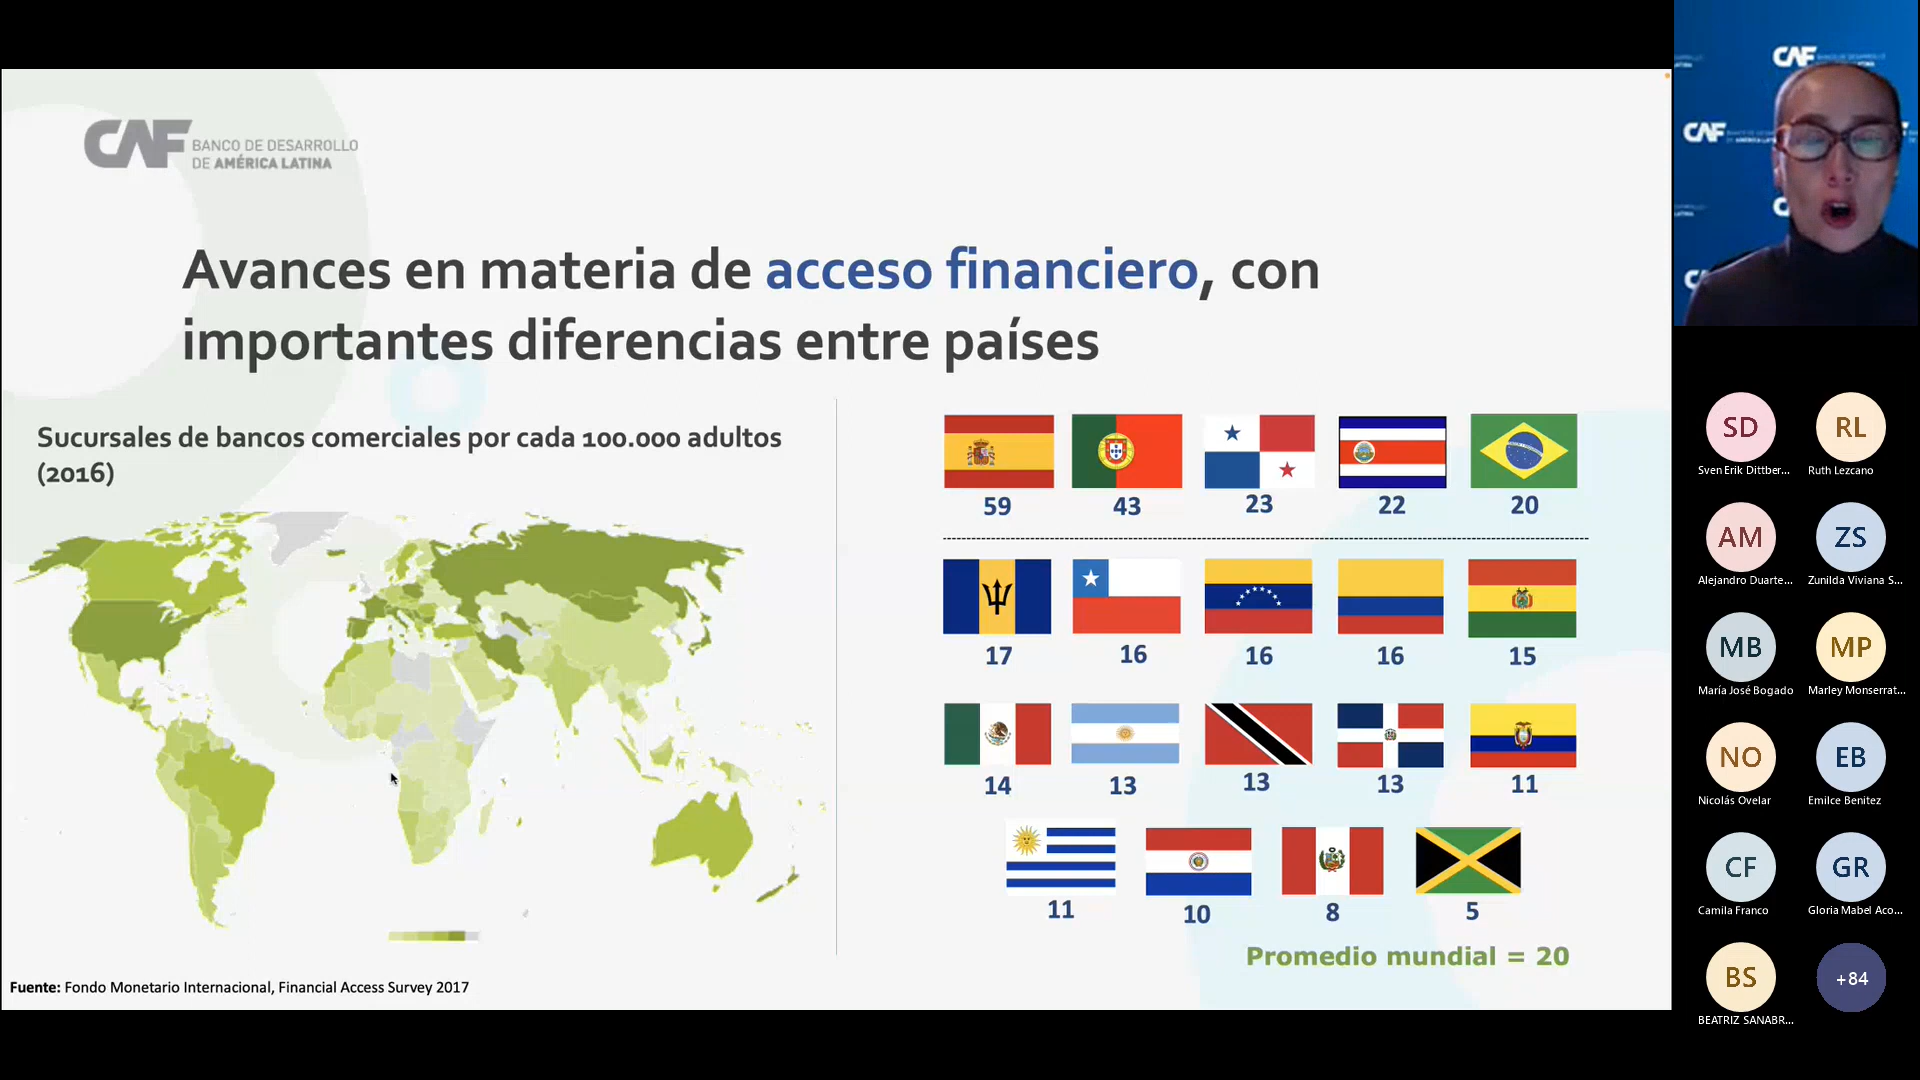 CAF BANCO DE DESARROLLO
DE AMÉRICA LATINA
Avances en materia de acceso financiero, con
importantes diferencias entre países
Sucursales de bancos comerciales por cada 100.000 adultos
(2016)
59 43 23 22 20
17 16 16 16 15
14 13 13 13 11
11 10 8 5
Promedio mundial = 20
Fuente: Fondo Monetario Internacional, Financial Access Survey 2017
CAF
CAF
SD RL
Sven Erik Dittber... Ruth Lezcano
AM ZS
Alejandro Duarte... Zunilda Viviana S...
MB MP
María José Bogado Marley Monserrat...
NO EB
Nicolás Ovelar Emilce Benitez
CF GR
Camila Franco Gloria Mabel Aco...
BS +84
BEATRIZ SANABR...